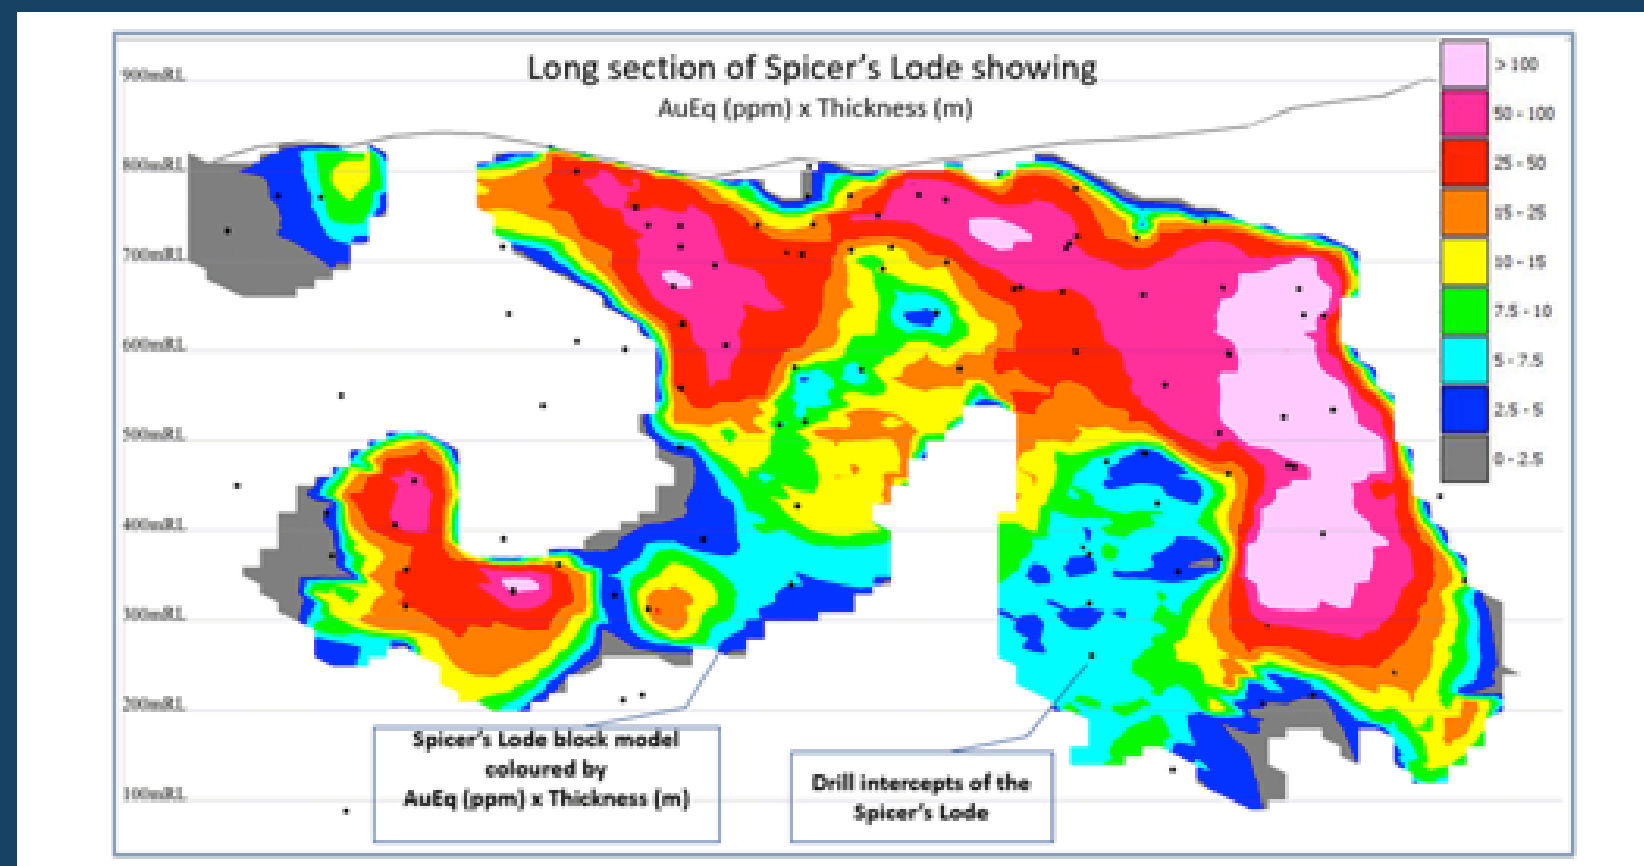 Long section of Spicer's Lode showing
AuEq (ppm) x Thickness (m)
900mRL
800mRL
700mRL
600mRL
500mRL
400mRL
300mRL
200mRL
100mRL
> 100
50 - 100
25 - 50
15 - 25
10 - 15
7.5 - 10
5 - 7.5
2.5 - 5
0 - 2.5
Spicer's Lode block model
coloured by
AuEq (ppm) x Thickness (m)
Drill intercepts of the
Spicer's Lode